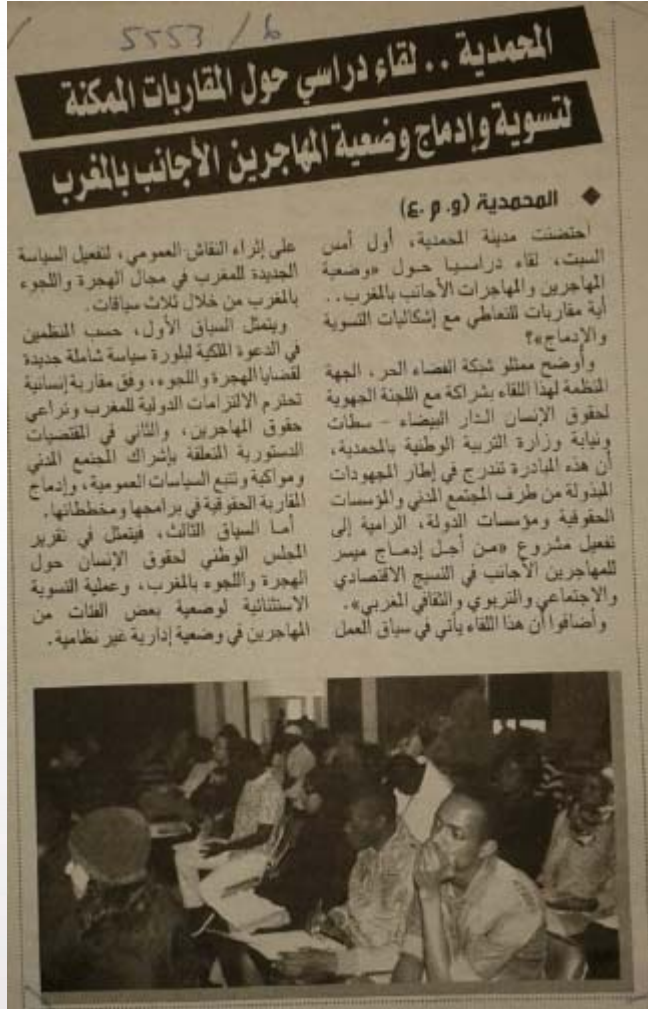 5553 / 6
المحمدية .. لقاء دراسي حول المقاربات الممكنة
لتسوية وإدماج وضعية المهاجرين الأجانب بالمغرب
المحمدية (و. م. ع)
احتضنت مدينة المحمدية، أول أمس
السبت، لقاء دراسيا حول «وضعية
المهاجرين والمهاجرات الأجانب بالمغرب..
أية مقاربات للتعاطي مع إشكاليات التسوية
والإدماج»؟
وأوضح ممثلو شبكة الفضاء الحر، الجهة
المنظمة لهذا اللقاء بشراكة مع اللجنة الجهوية
لحقوق الإنسان الدار البيضاء – سطات
ونيابة وزارة التربية الوطنية بالمحمدية،
أن هذه المبادرة تندرج في إطار المجهودات
المبذولة من طرف المجتمع المدني والمؤسسات
الحقوقية ومؤسسات الدولة، الرامية إلى
تفعيل مشروع «من أجل إدماج ميسر
للمهاجرين الأجانب في النسيج الاقتصادي
والاجتماعي والتربوي والثقافي المغربي».
وأضافوا أن هذا اللقاء يأتي في سياق العمل
على إثراء النقاش العمومي، لتفعيل السياسة
الجديدة للمغرب في مجال الهجرة واللجوء
بالمغرب من خلال ثلاث سياقات.
ويتمثل السياق الأول، حسب المنظمين
في الدعوة الملكية لبلورة سياسة شاملة جديدة
لقضايا الهجرة واللجوء، وفق مقاربة إنسانية
تحترم الالتزامات الدولية للمغرب وتراعي
حقوق المهاجرين، والثاني في المقتضيات
الدستورية المتعلقة بإشراك المجتمع المدني
ومواكبة وتتبع السياسات العمومية، وإدماج
المقاربة الحقوقية في برامجها ومخططاتها.
أما السياق الثالث، فيتمثل في تقرير
المجلس الوطني لحقوق الإنسان حول
الهجرة واللجوء بالمغرب، وعملية التسوية
الاستثنائية لوضعية بعض الفئات من
المهاجرين في وضعية إدارية غير نظامية.